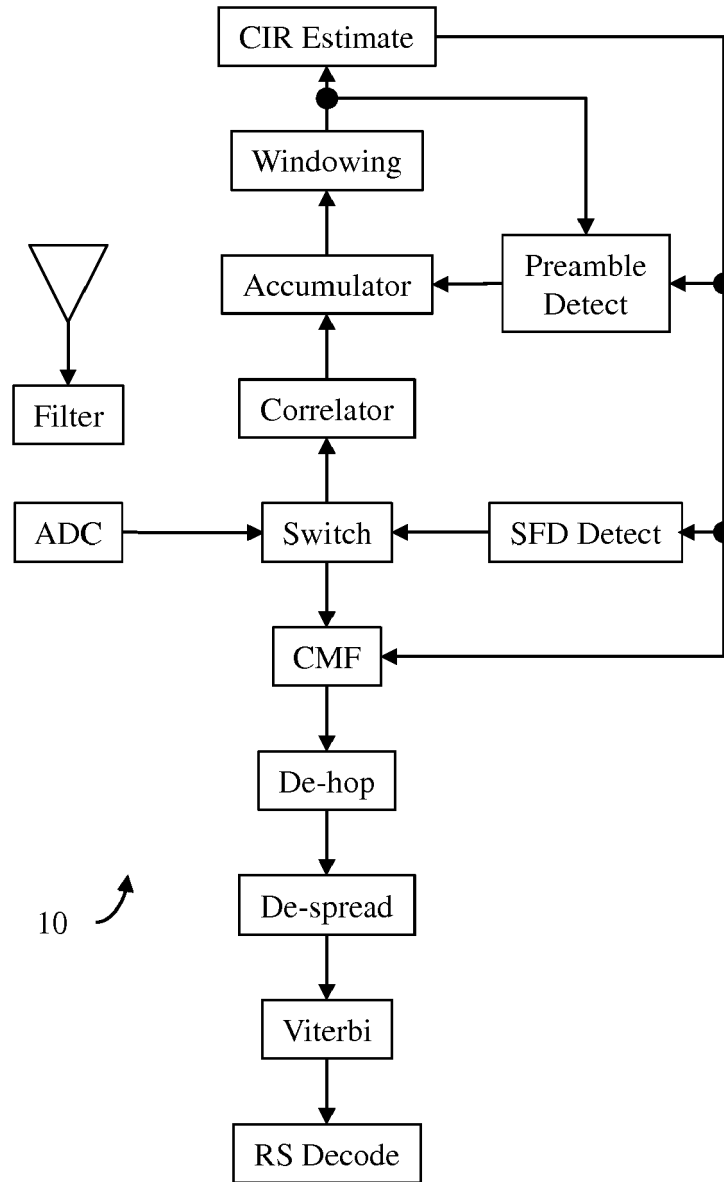 CIR Estimate
Windowing
Accumulator
Preamble
Detect
Filter
Correlator
ADC
Switch
SFD Detect
CMF
De-hop
De-spread
10
Viterbi
RS Decode